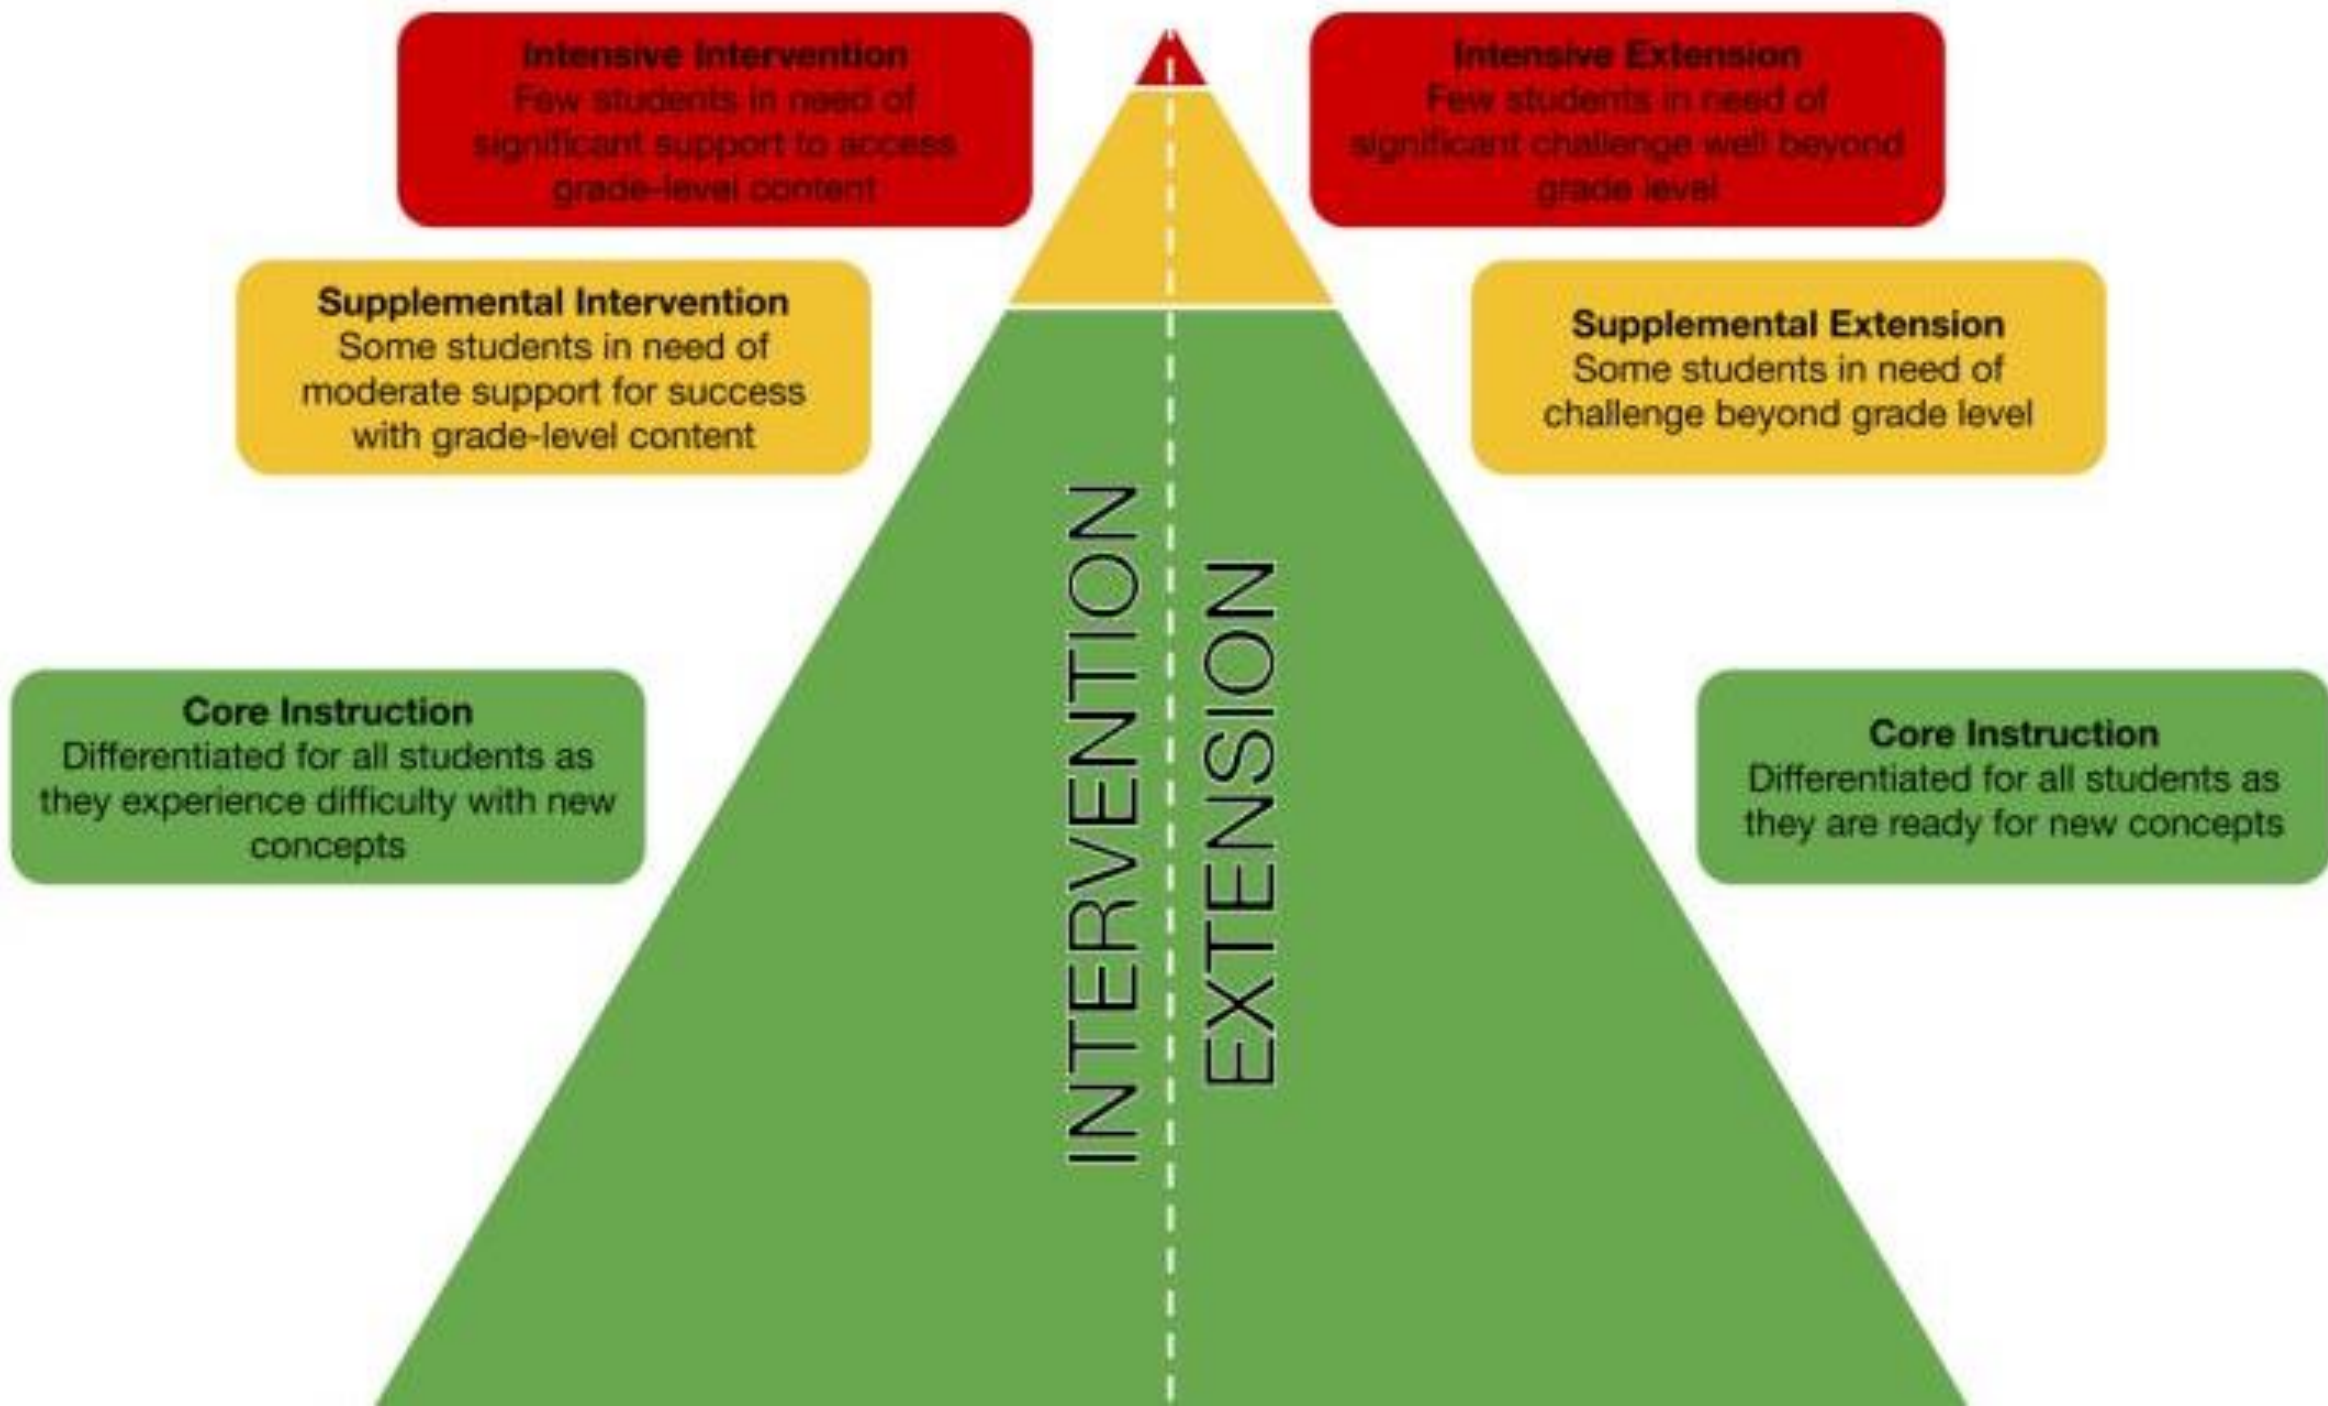 Intensive Intervention
Few students in need of
significant support to access
grade-level content
Intensive Extension
Few students in need of
significant challenge well beyond
grade level
Supplemental Intervention
Some students in need of
moderate support for success
with grade-level content
Supplemental Extension
Some students in need of
challenge beyond grade level
Core Instruction
Differentiated for all students as
they experience difficulty with new
concepts
INTERVENTION
EXTENSION
Core Instruction
Differentiated for all students as
they are ready for new concepts